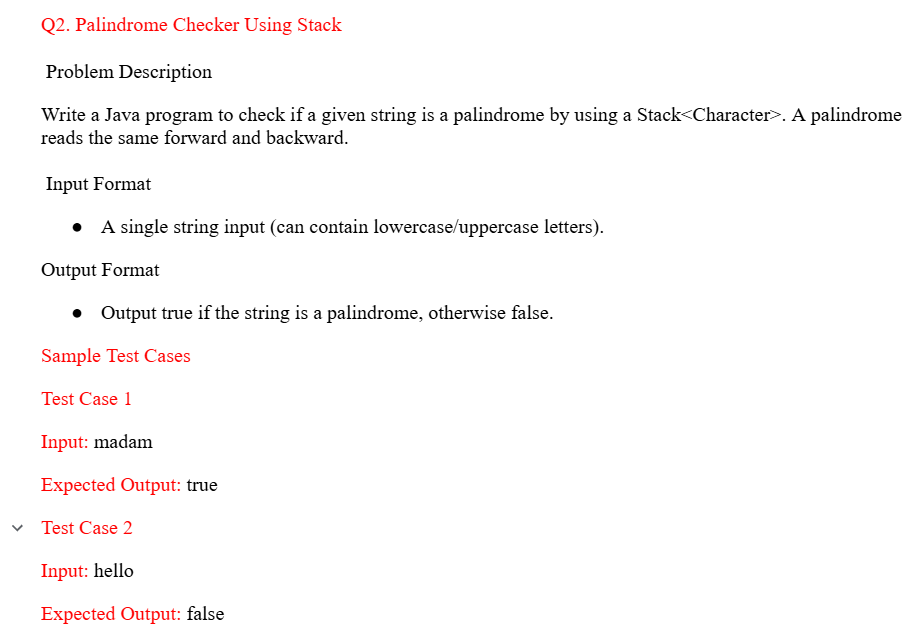 Q2. Palindrome Checker Using Stack
Problem Description
Write a Java program to check if a given string is a palindrome by using a Stack<Character>. A palindrome
reads the same forward and backward.
Input Format
● A single string input (can contain lowercase/uppercase letters).
Output Format
● Output true if the string is a palindrome, otherwise false.
Sample Test Cases
Test Case 1
Input: madam
Expected Output: true
Test Case 2
Input: hello
Expected Output: false